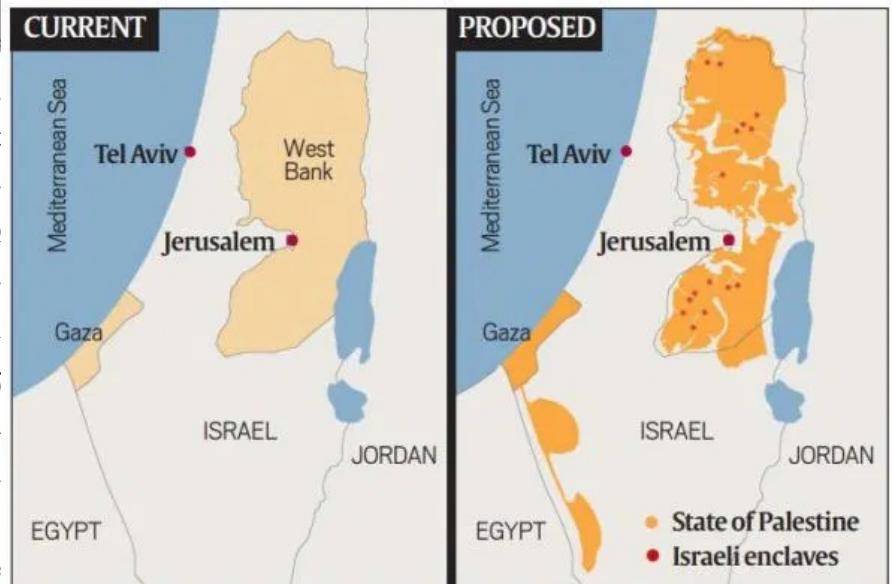 CURRENT
Mediterranean Sea
Tel Aviv
West
Bank
Jerusalem
Gaza
ISRAEL
JORDAN
EGYPT
PROPOSED
Mediterranean Sea
Tel Aviv
Jerusalem
Gaza
ISRAEL
JORDAN
EGYPT
State of Palestine
Israeli enclaves